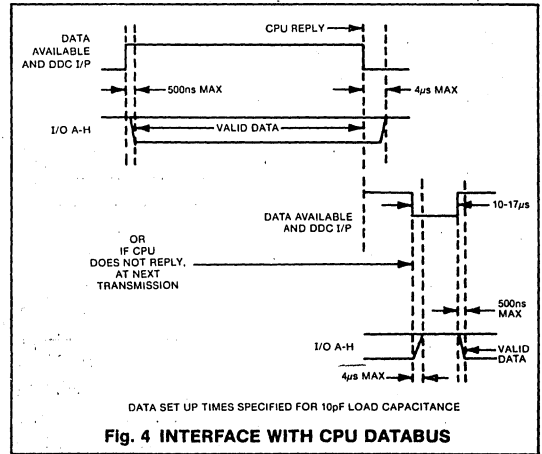 CPU REPLY
DATA
AVAILABLE
AND DDC I/P
500ns MAX
4µs MAX
I/O A-H
VALID DATA
10-17µs
DATA AVAILABLE
AND DDC I/P
OR
IF CPU
DOES NOT REPLY,
AT NEXT
TRANSMISSION
500ns
MAX
I/O A-H
VALID
DATA
4µs MAX
DATA SET UP TIMES SPECIFIED FOR 10pF LOAD CAPACITANCE
Fig. 4 INTERFACE WITH CPU DATABUS